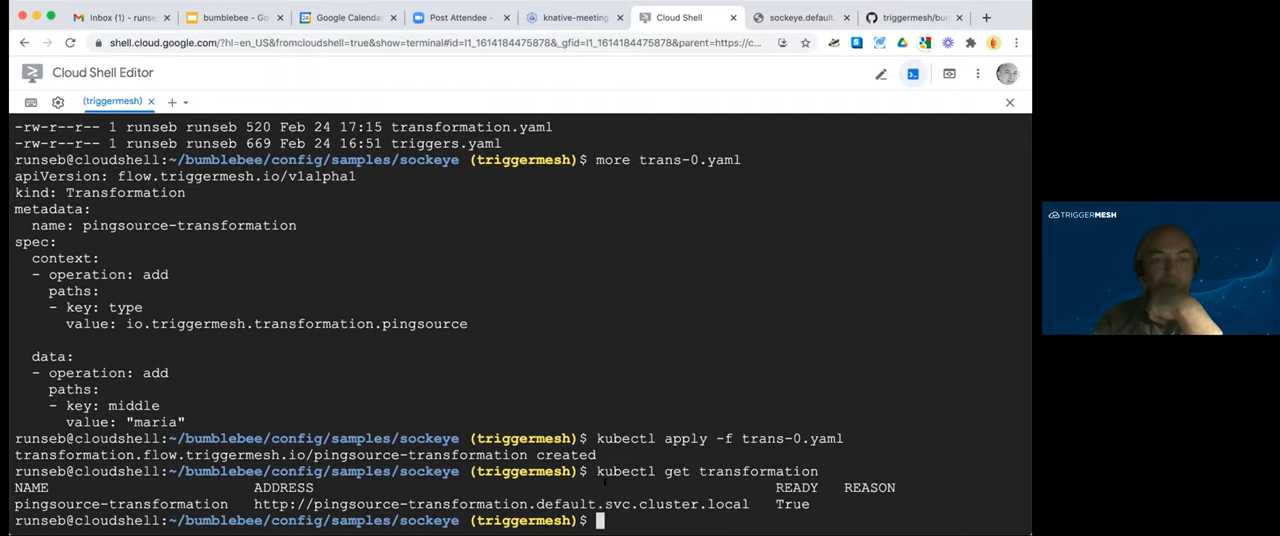 Inbox (1) - runse
bumblebee - Go
Google Calenda
Post Attendee -
knative-meeting
Cloud Shell
sockeye.default
triggermesh/bu
shell.cloud.google.com/?hl=en_US&fromcloudshell=true&show=terminal#id=I1_1614184475878&_gfid=I1_1614184475878&parent=https://c...
Cloud Shell Editor
(triggermesh)
-rw-r--r-- 1 runseb runseb 520 Feb 24 17:15 transformation.yaml
-rw-r--r-- 1 runseb runseb 669 Feb 24 16:51 triggers.yaml
runseb@cloudshell:~/bumblebee/config/samples/sockeye (triggermesh)$ more trans-0.yaml
apiVersion: flow.triggermesh.io/v1alpha1
kind: Transformation
metadata:
  name: pingsource-transformation
spec:
  context:
  - operation: add
    paths:
    - key: type
      value: io.triggermesh.transformation.pingsource
  data:
  - operation: add
    paths:
    - key: middle
      value: "maria"
runseb@cloudshell:~/bumblebee/config/samples/sockeye (triggermesh)$ kubectl apply -f trans-0.yaml
transformation.flow.triggermesh.io/pingsource-transformation created
runseb@cloudshell:~/bumblebee/config/samples/sockeye (triggermesh)$ kubectl get transformation
NAME ADDRESS READY REASON
pingsource-transformation http://pingsource-transformation.default.svc.cluster.local True
runseb@cloudshell:~/bumblebee/config/samples/sockeye (triggermesh)$
TRIGGERMESH